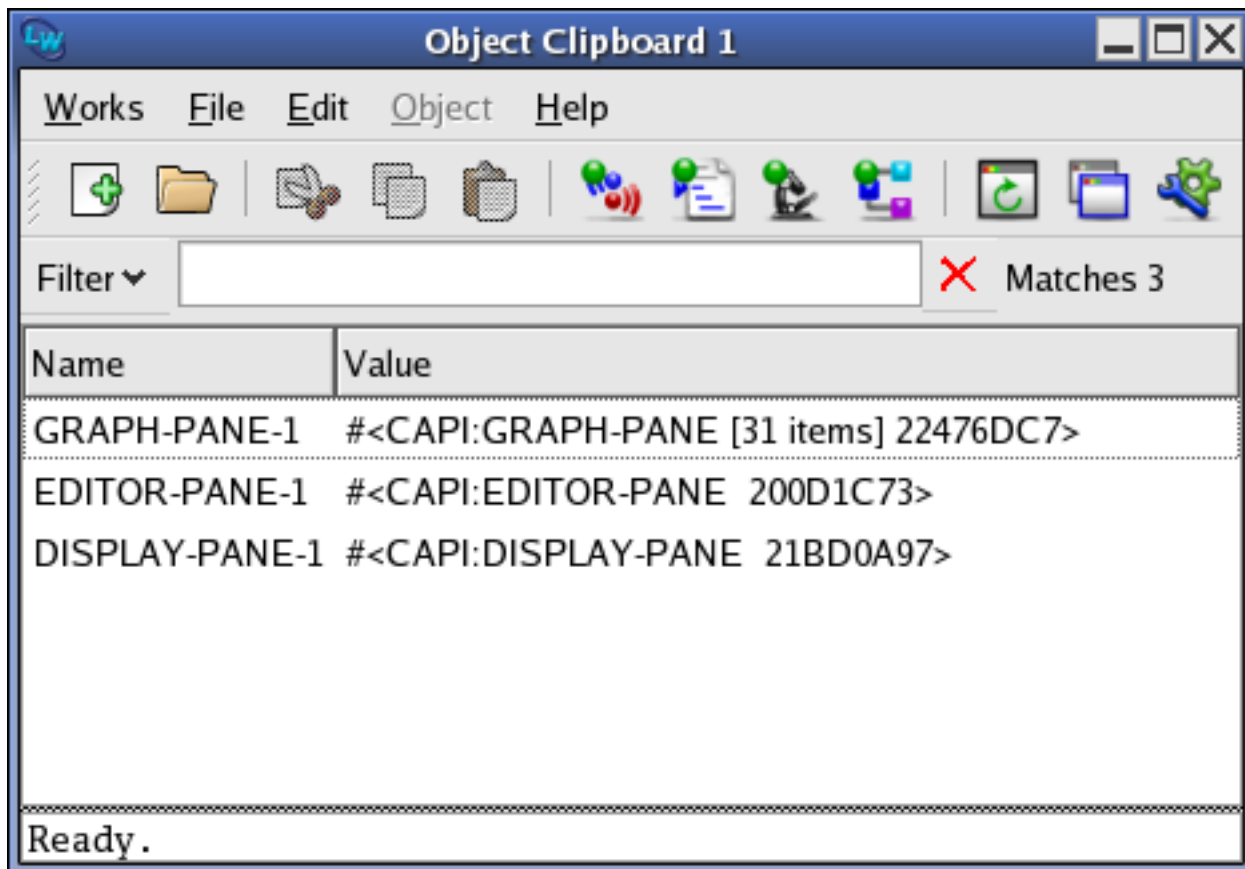 LW
Object Clipboard 1
Works File Edit Object Help
Filter
Matches 3
Name Value
GRAPH-PANE-1 #<CAPI:GRAPH-PANE [31 items] 22476DC7>
EDITOR-PANE-1 #<CAPI:EDITOR-PANE  200D1C73>
DISPLAY-PANE-1 #<CAPI:DISPLAY-PANE  21BD0A97>
Ready.